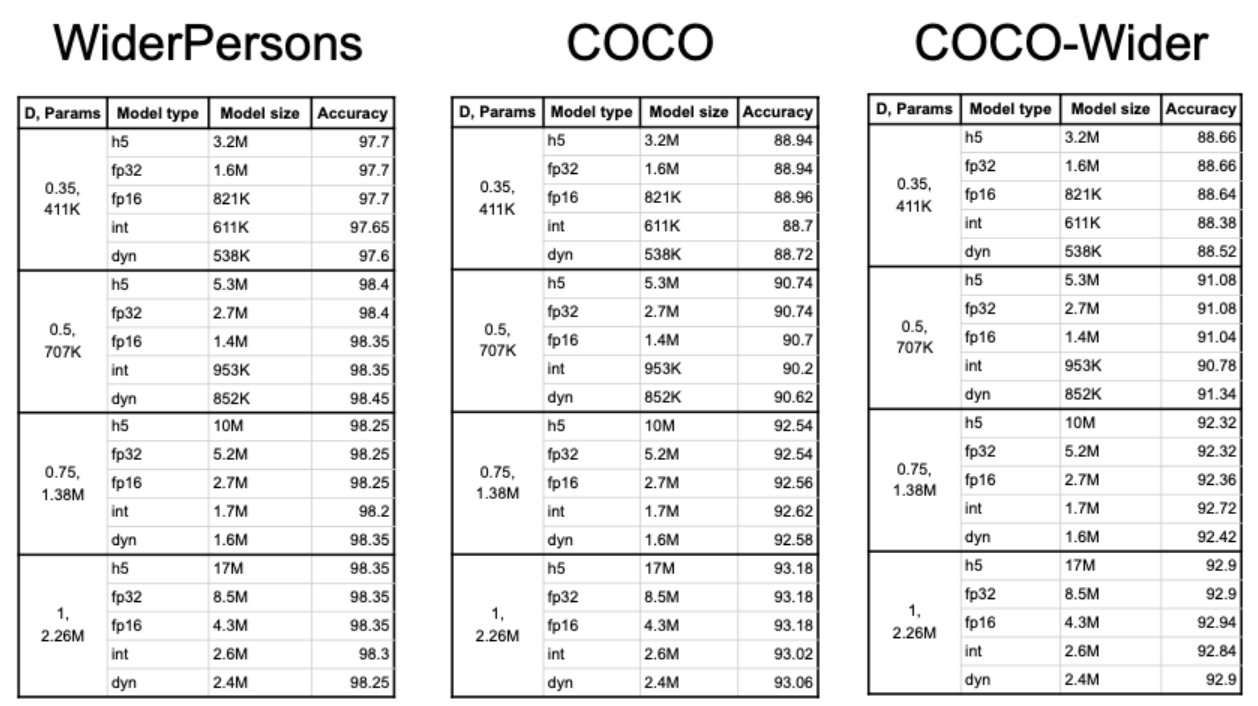 WiderPersons
D, Params Model type Model size Accuracy
0.35, 411K
h5 3.2M 97.7
fp32 1.6M 97.7
fp16 821K 97.7
int 611K 97.65
dyn 538K 97.6
0.5, 707K
h5 5.3M 98.4
fp32 2.7M 98.4
fp16 1.4M 98.35
int 953K 98.35
dyn 852K 98.45
0.75, 1.38M
h5 10M 98.25
fp32 5.2M 98.25
fp16 2.7M 98.25
int 1.7M 98.2
dyn 1.6M 98.35
1, 2.26M
h5 17M 98.35
fp32 8.5M 98.35
fp16 4.3M 98.35
int 2.6M 98.3
dyn 2.4M 98.25
COCO
D, Params Model type Model size Accuracy
0.35, 411K
h5 3.2M 88.94
fp32 1.6M 88.94
fp16 821K 88.96
int 611K 88.7
dyn 538K 88.72
0.5, 707K
h5 5.3M 90.74
fp32 2.7M 90.74
fp16 1.4M 90.7
int 953K 90.2
dyn 852K 90.62
0.75, 1.38M
h5 10M 92.54
fp32 5.2M 92.54
fp16 2.7M 92.56
int 1.7M 92.62
dyn 1.6M 92.58
1, 2.26M
h5 17M 93.18
fp32 8.5M 93.18
fp16 4.3M 93.18
int 2.6M 93.02
dyn 2.4M 93.06
COCO-Wider
D, Params Model type Model size Accuracy
0.35, 411K
h5 3.2M 88.66
fp32 1.6M 88.66
fp16 821K 88.64
int 611K 88.38
dyn 538K 88.52
0.5, 707K
h5 5.3M 91.08
fp32 2.7M 91.08
fp16 1.4M 91.04
int 953K 90.78
dyn 852K 91.34
0.75, 1.38M
h5 10M 92.32
fp32 5.2M 92.32
fp16 2.7M 92.36
int 1.7M 92.72
dyn 1.6M 92.42
1, 2.26M
h5 17M 92.9
fp32 8.5M 92.9
fp16 4.3M 92.94
int 2.6M 92.84
dyn 2.4M 92.9